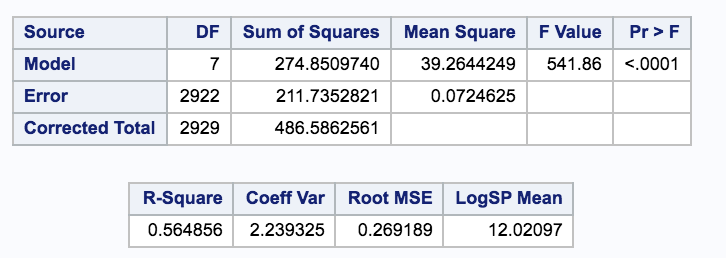 Source DF Sum of Squares Mean Square F Value Pr > F
Model 7 274.8509740 39.2644249 541.86 <.0001
Error 2922 211.7352821 0.0724625
Corrected Total 2929 486.5862561
R-Square Coeff Var Root MSE LogSP Mean
0.564856 2.239325 0.269189 12.02097